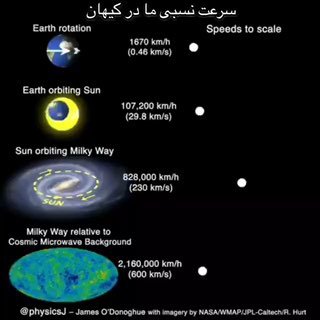 سرعت نسبی ما در کیهان
Earth rotation
Speeds to scale
1670 km/h
(0.46 km/s)
Earth orbiting Sun
107,200 km/h
(29.8 km/s)
Sun orbiting Milky Way
828,000 km/h
(230 km/s)
SUN
Milky Way relative to
Cosmic Microwave Background
2,160,000 km/h
(600 km/s)
@physicsJ – James O'Donoghue with imagery by NASA/WMAP/JPL-Caltech/R. Hurt